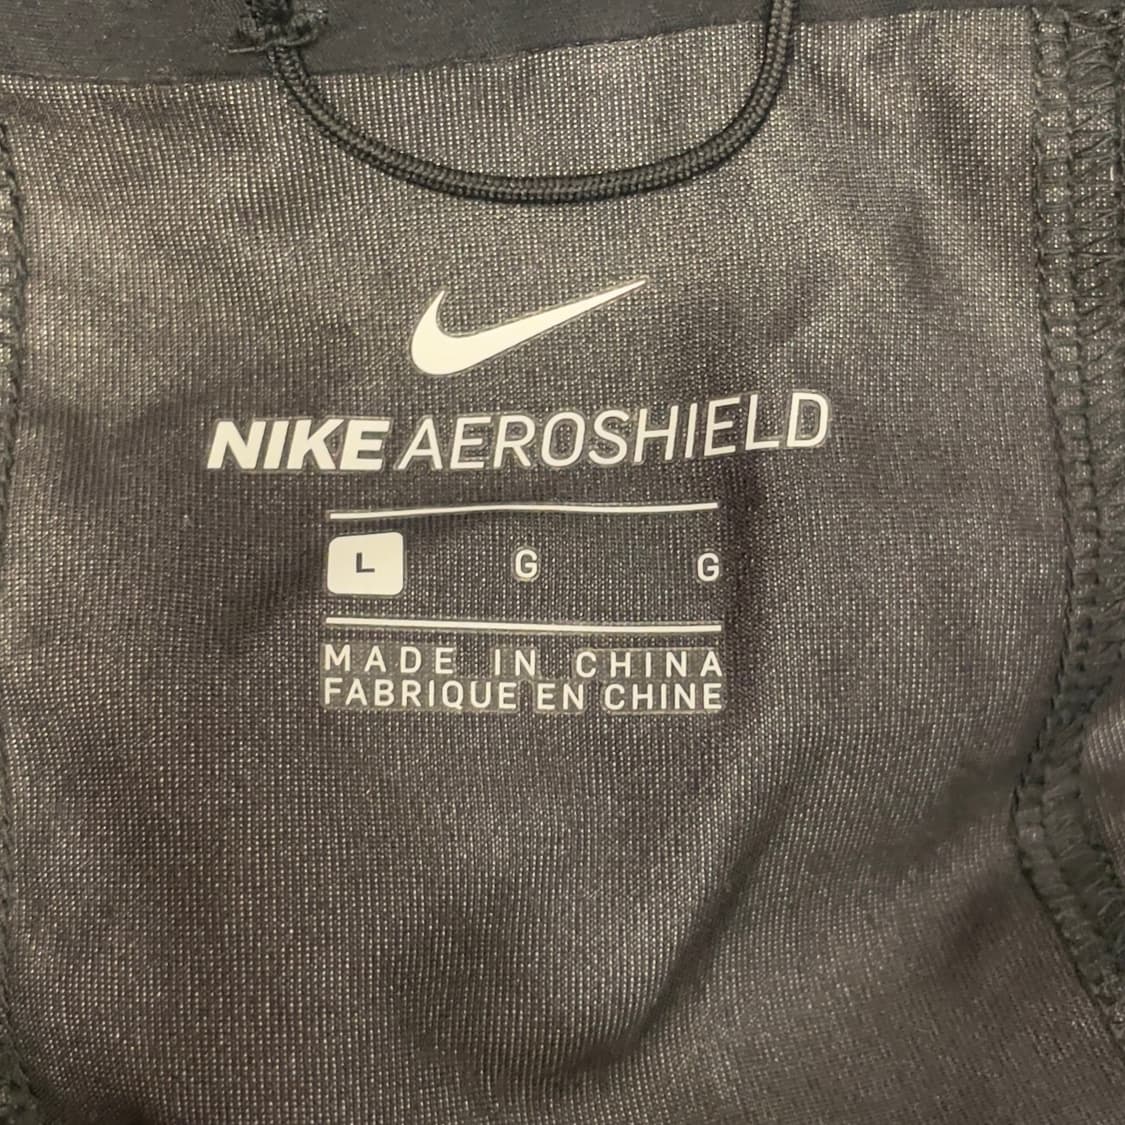 NIKE AEROSHIELD
L G G
MADE IN CHINA
FABRIQUE EN CHINE